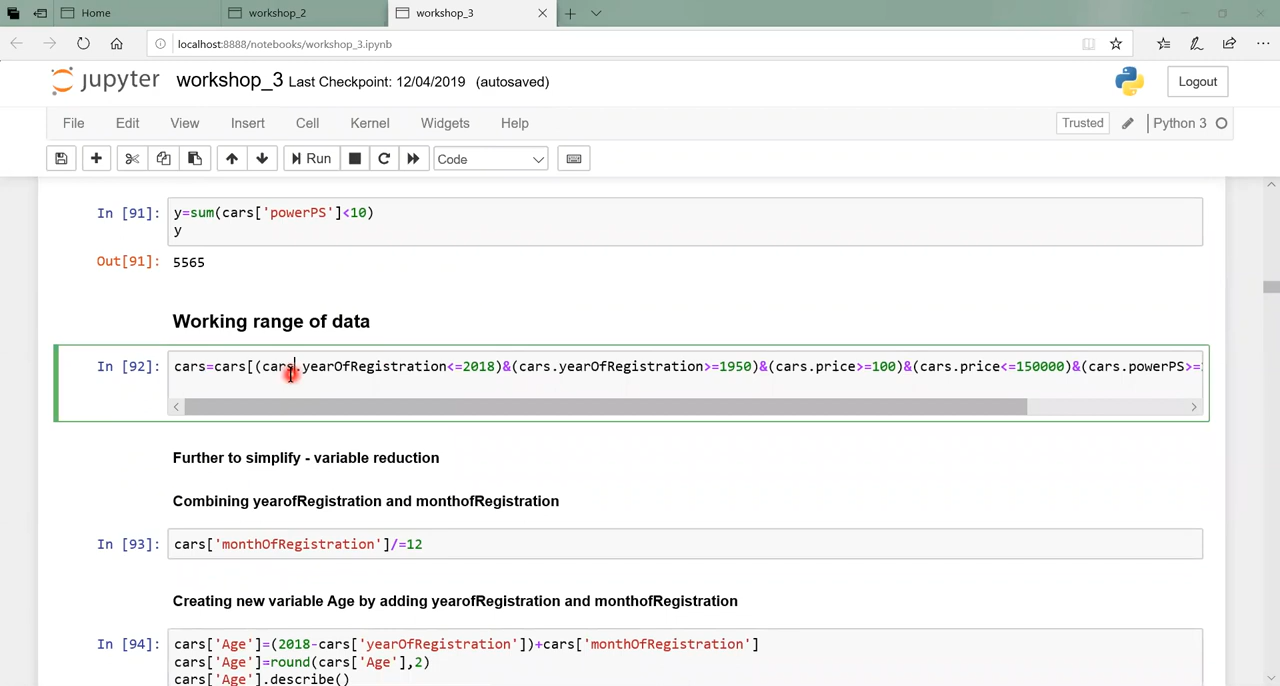 Home workshop_2 workshop_3
localhost:8888/notebooks/workshop_3.ipynb
jupyter workshop_3 Last Checkpoint: 12/04/2019 (autosaved) Logout
File Edit View Insert Cell Kernel Widgets Help Trusted Python 3
Run Code
In [91]: y=sum(cars['powerPS']<10)
y
Out[91]: 5565
Working range of data
In [92]: cars=cars[(cars.yearOfRegistration<=2018)&(cars.yearOfRegistration>=1950)&(cars.price>=100)&(cars.price<=150000)&(cars.powerPS>=
Further to simplify - variable reduction
Combining yearofRegistration and monthofRegistration
In [93]: cars['monthOfRegistration']/=12
Creating new variable Age by adding yearofRegistration and monthofRegistration
In [94]: cars['Age']=(2018-cars['yearOfRegistration'])+cars['monthOfRegistration']
cars['Age']=round(cars['Age'],2)
cars['Age'].describe()